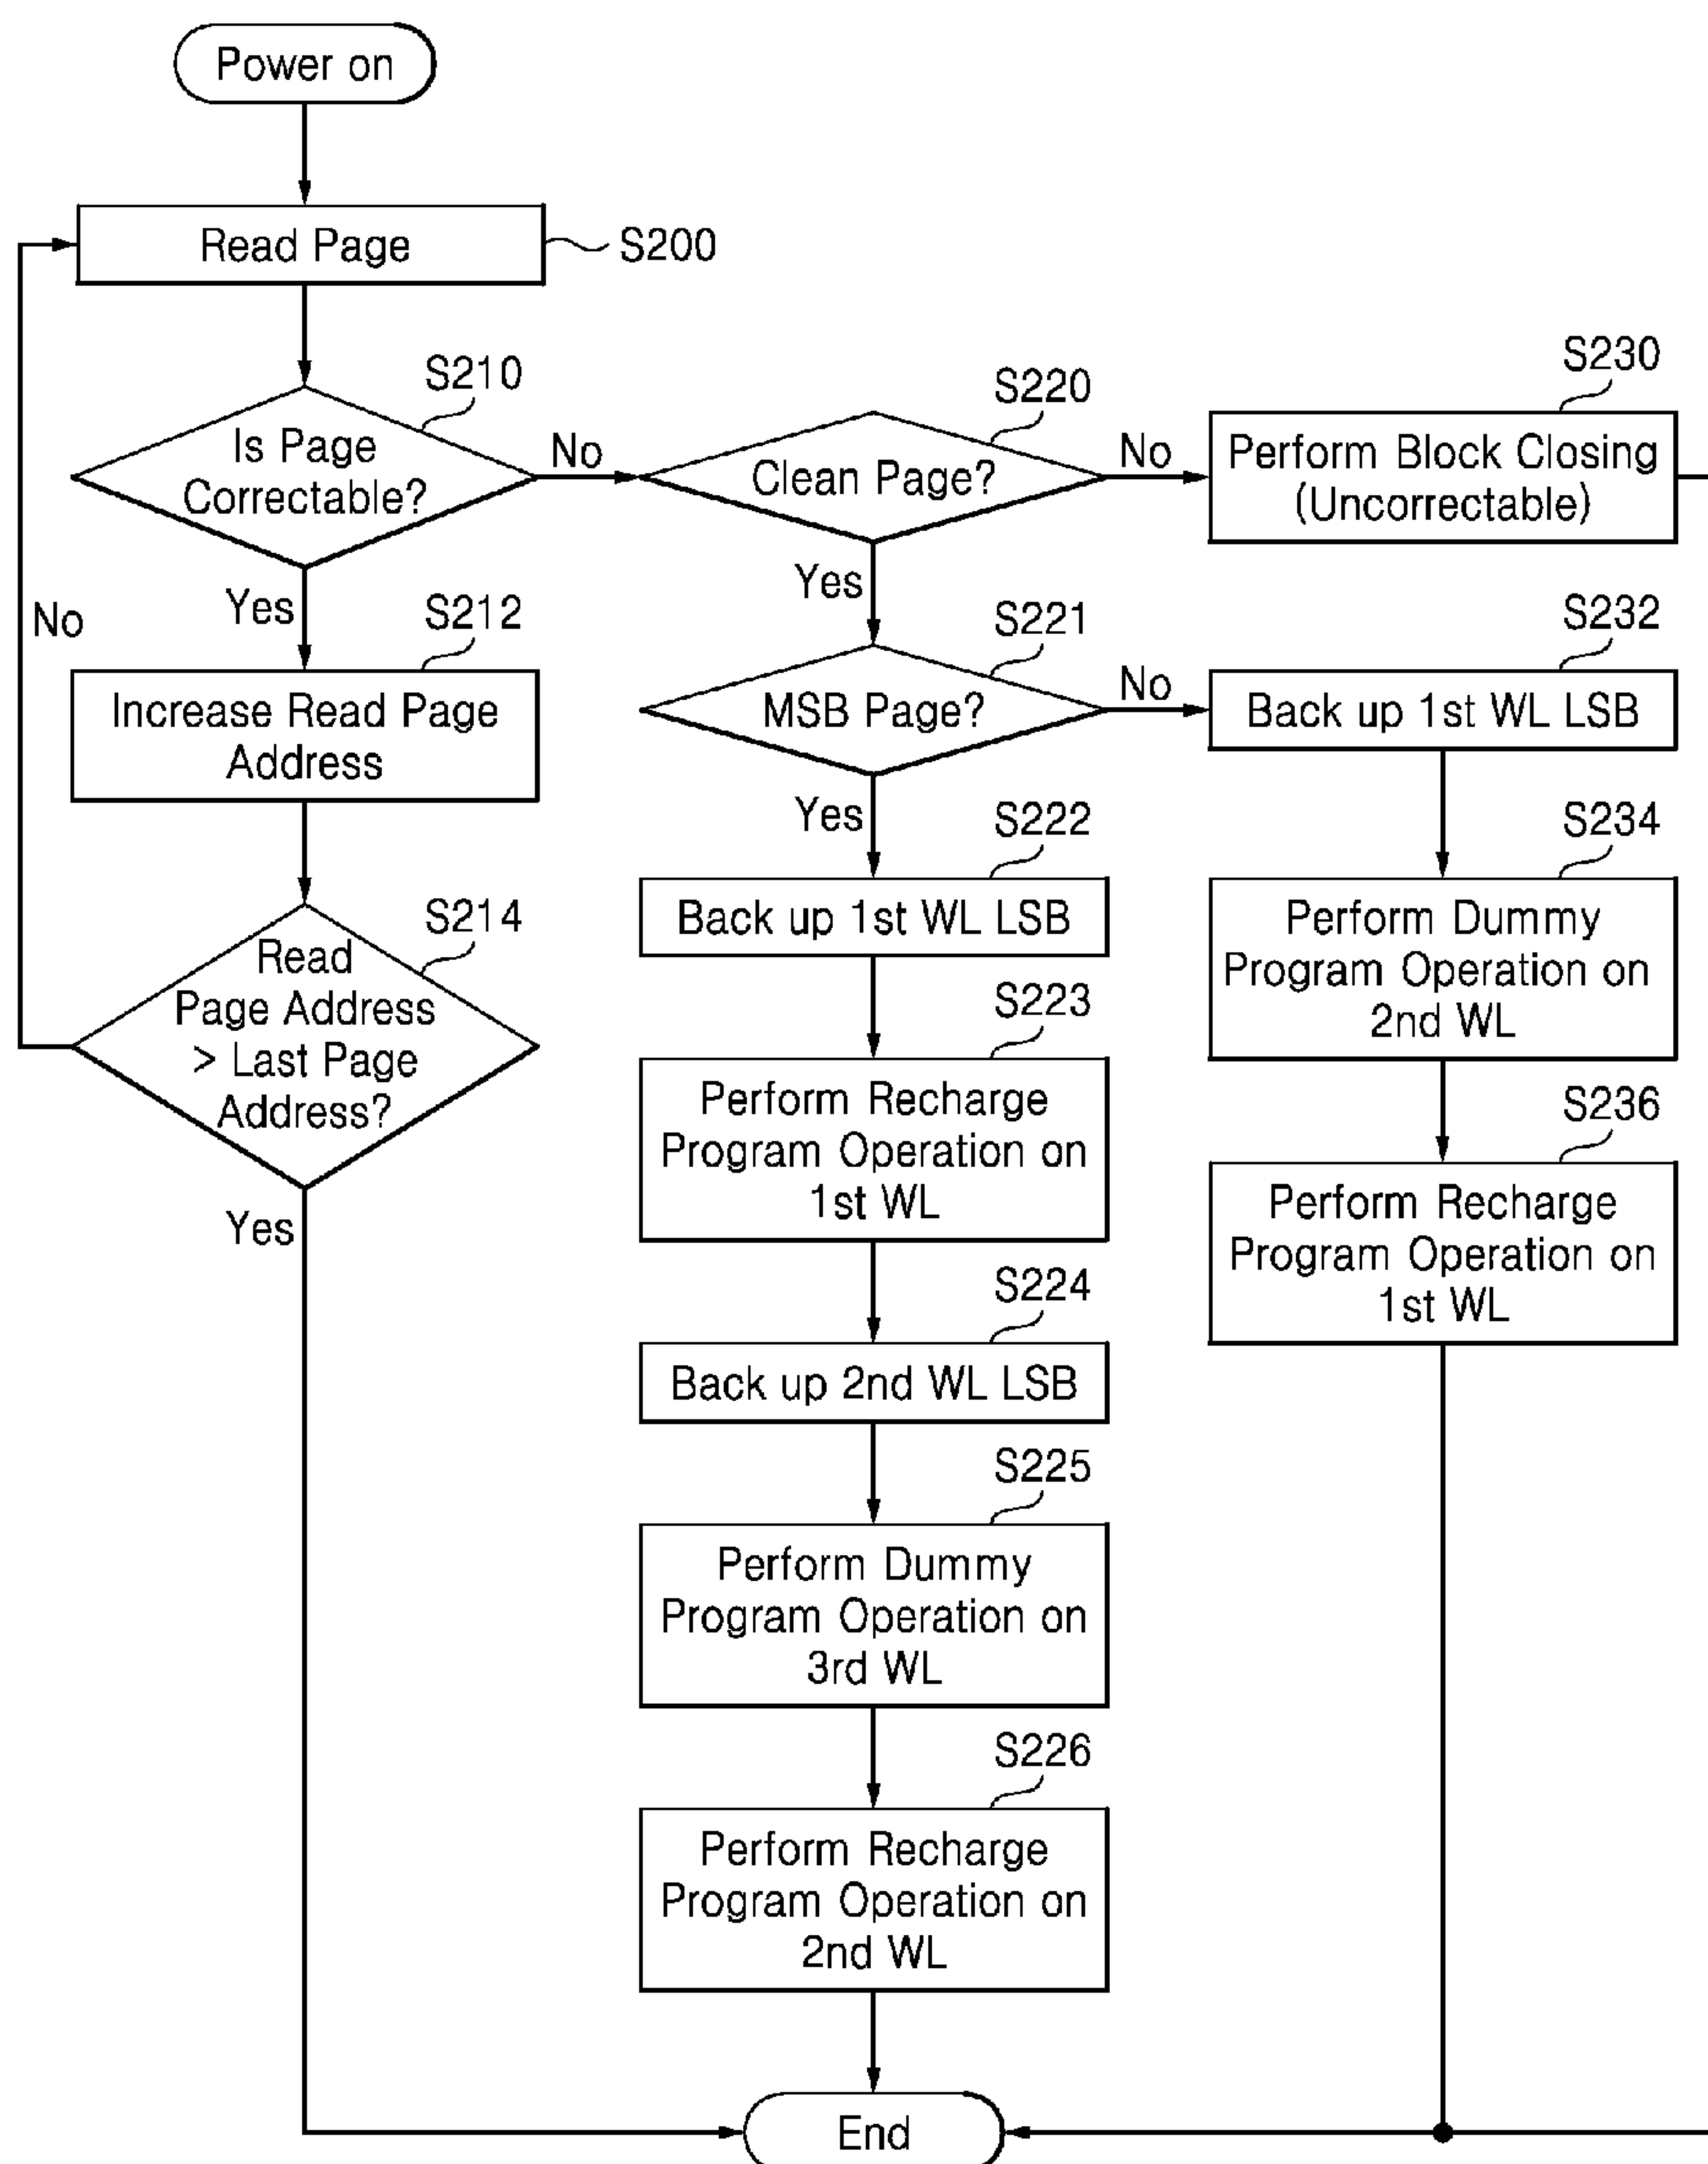 Power on
Read Page
S200
S210
Is Page
Correctable?
No
Yes
S212
Increase Read Page
Address
No
S214
Read
Page Address
> Last Page
Address?
Yes
S220
Clean Page?
No
Yes
S230
Perform Block Closing
(Uncorrectable)
S221
MSB Page?
No
Yes
S222
Back up 1st WL LSB
S223
Perform Recharge
Program Operation on
1st WL
S224
Back up 2nd WL LSB
S225
Perform Dummy
Program Operation on
3rd WL
S226
Perform Recharge
Program Operation on
2nd WL
S232
Back up 1st WL LSB
S234
Perform Dummy
Program Operation on
2nd WL
S236
Perform Recharge
Program Operation on
1st WL
End